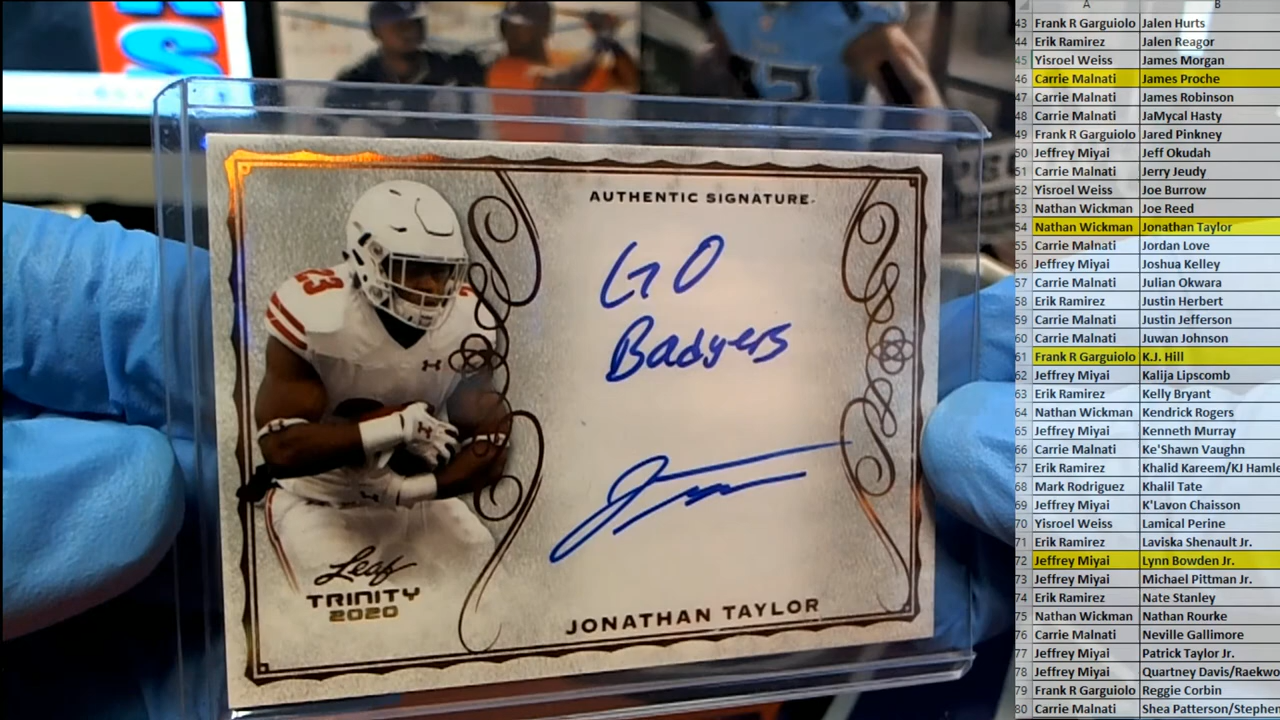 S
23
AUTHENTIC SIGNATURE.
GO
Badgers
Leaf
TRINITY
2020
JONATHAN TAYLOR
A B
43 Frank R Garguiolo Jalen Hurts
44 Erik Ramirez Jalen Reagor
45 Yisroel Weiss James Morgan
46 Carrie Malnati James Proche
47 Carrie Malnati James Robinson
48 Carrie Malnati JaMycal Hasty
49 Frank R Garguiolo Jared Pinkney
50 Jeffrey Miyai Jeff Okudah
51 Carrie Malnati Jerry Jeudy
52 Yisroel Weiss Joe Burrow
53 Nathan Wickman Joe Reed
54 Nathan Wickman Jonathan Taylor
55 Carrie Malnati Jordan Love
56 Jeffrey Miyai Joshua Kelley
57 Carrie Malnati Julian Okwara
58 Erik Ramirez Justin Herbert
59 Carrie Malnati Justin Jefferson
60 Carrie Malnati Juwan Johnson
61 Frank R Garguiolo K.J. Hill
62 Jeffrey Miyai Kalija Lipscomb
63 Erik Ramirez Kelly Bryant
64 Nathan Wickman Kendrick Rogers
65 Jeffrey Miyai Kenneth Murray
66 Carrie Malnati Ke'Shawn Vaughn
67 Erik Ramirez Khalid Kareem/KJ Hamle
68 Mark Rodriguez Khalil Tate
69 Jeffrey Miyai K'Lavon Chaisson
70 Yisroel Weiss Lamical Perine
71 Erik Ramirez Laviska Shenault Jr.
72 Jeffrey Miyai Lynn Bowden Jr.
73 Jeffrey Miyai Michael Pittman Jr.
74 Erik Ramirez Nate Stanley
75 Nathan Wickman Nathan Rourke
76 Carrie Malnati Neville Gallimore
77 Jeffrey Miyai Patrick Taylor Jr.
78 Jeffrey Miyai Quartney Davis/Raekwo
79 Frank R Garguiolo Reggie Corbin
80 Carrie Malnati Shea Patterson/Stephen